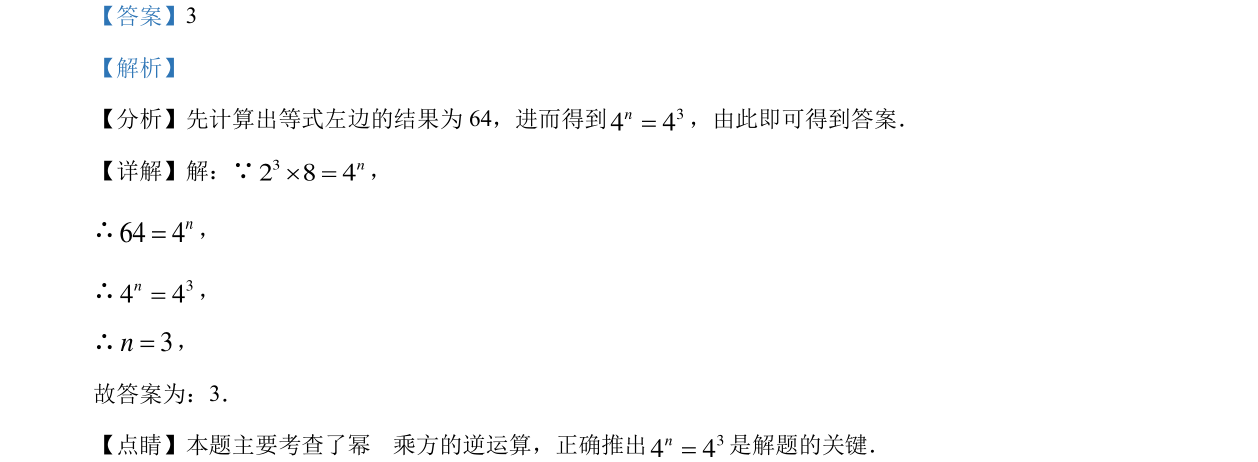 【答案】3
【解析】
【分析】先计算出等式左边的结果为 64，进而得到 4ⁿ = 4³，由此即可得到答案．
【详解】解：∵ 2³ × 8 = 4ⁿ，
∴ 64 = 4ⁿ，
∴ 4ⁿ = 4³，
∴ n = 3，
故答案为：3．
【点睛】本题主要考查了幂　乘方的逆运算，正确推出 4ⁿ = 4³ 是解题的关键．